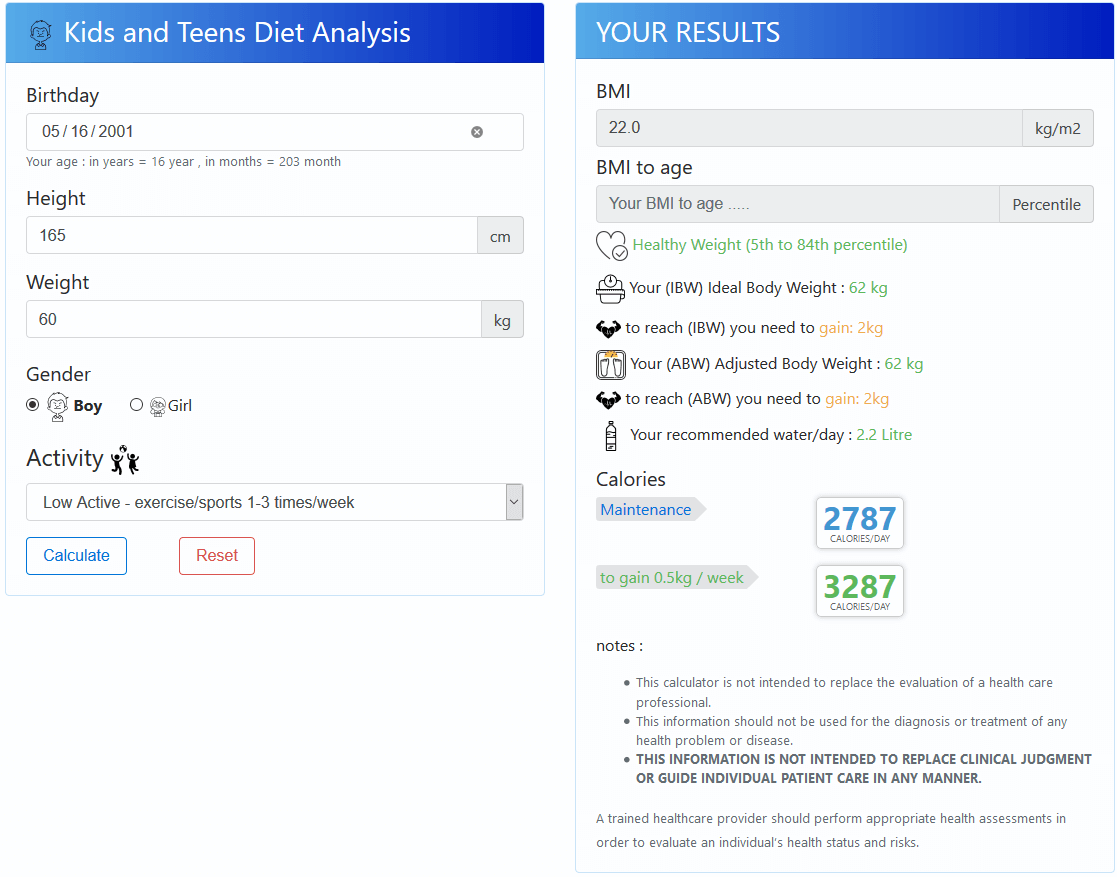 Kids and Teens Diet Analysis
Birthday
05 / 16 / 2001
Your age : in years = 16 year , in months = 203 month
Height
165 cm
Weight
60 kg
Gender
Boy Girl
Activity
Low Active - exercise/sports 1-3 times/week
Calculate Reset
YOUR RESULTS
BMI
22.0 kg/m2
BMI to age
Your BMI to age ..... Percentile
Healthy Weight (5th to 84th percentile)
Your (IBW) Ideal Body Weight : 62 kg
to reach (IBW) you need to gain: 2kg
Your (ABW) Adjusted Body Weight : 62 kg
to reach (ABW) you need to gain: 2kg
Your recommended water/day : 2.2 Litre
Calories
Maintenance 2787
CALORIES/DAY
to gain 0.5kg / week 3287
CALORIES/DAY
notes :
• This calculator is not intended to replace the evaluation of a health care
professional.
• This information should not be used for the diagnosis or treatment of any
health problem or disease.
• THIS INFORMATION IS NOT INTENDED TO REPLACE CLINICAL JUDGMENT
OR GUIDE INDIVIDUAL PATIENT CARE IN ANY MANNER.
A trained healthcare provider should perform appropriate health assessments in
order to evaluate an individual's health status and risks.